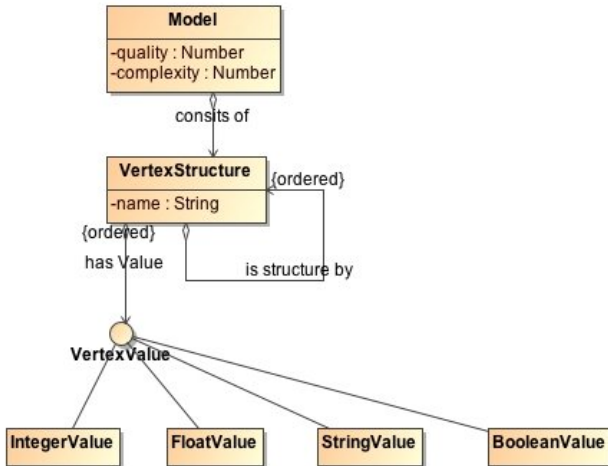 Model
-quality : Number
-complexity : Number
consits of
VertexStructure
-name : String
{ordered}
{ordered}
has Value
is structure by
VertexValue
IntegerValue
FloatValue
StringValue
BooleanValue